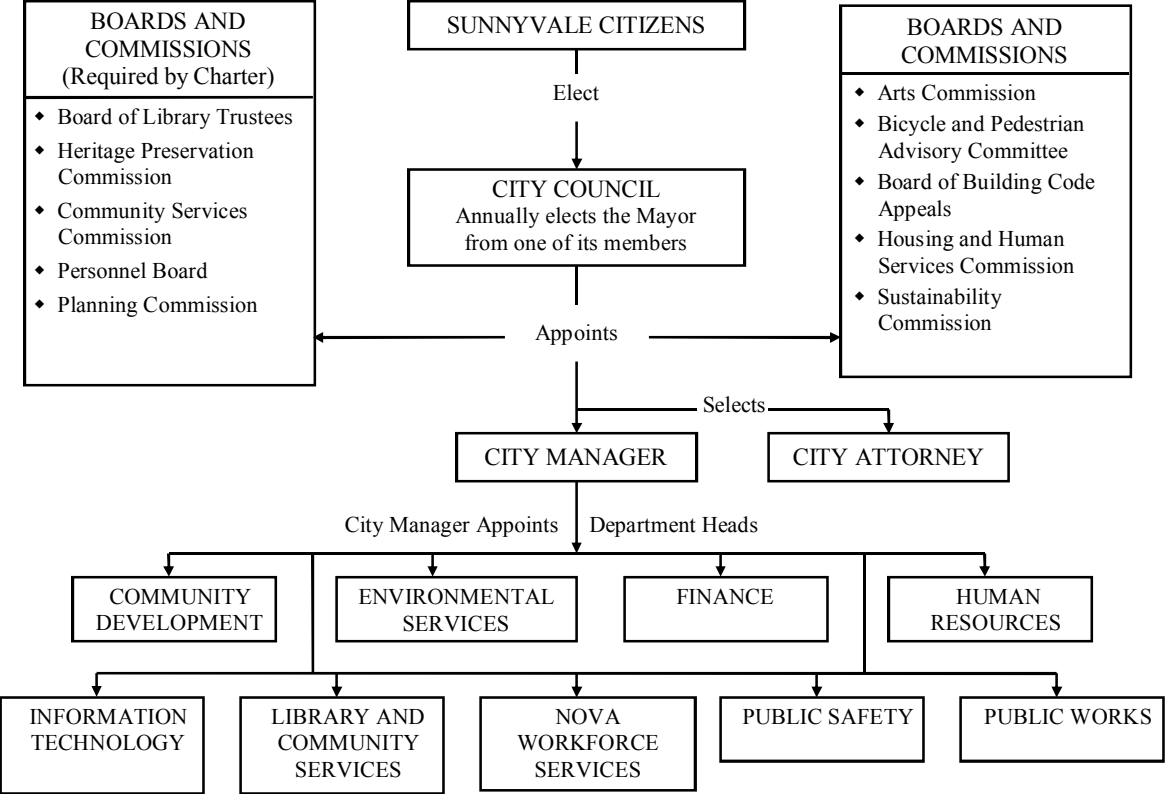 BOARDS AND
COMMISSIONS
(Required by Charter)
◆ Board of Library Trustees
◆ Heritage Preservation
Commission
◆ Community Services
Commission
◆ Personnel Board
◆ Planning Commission
SUNNYVALE CITIZENS
Elect
CITY COUNCIL
Annually elects the Mayor
from one of its members
Appoints
BOARDS AND
COMMISSIONS
◆ Arts Commission
◆ Bicycle and Pedestrian
Advisory Committee
◆ Board of Building Code
Appeals
◆ Housing and Human
Services Commission
◆ Sustainability
Commission
Selects
CITY MANAGER
CITY ATTORNEY
City Manager Appoints Department Heads
COMMUNITY
DEVELOPMENT
ENVIRONMENTAL
SERVICES
FINANCE
HUMAN
RESOURCES
INFORMATION
TECHNOLOGY
LIBRARY AND
COMMUNITY
SERVICES
NOVA
WORKFORCE
SERVICES
PUBLIC SAFETY
PUBLIC WORKS